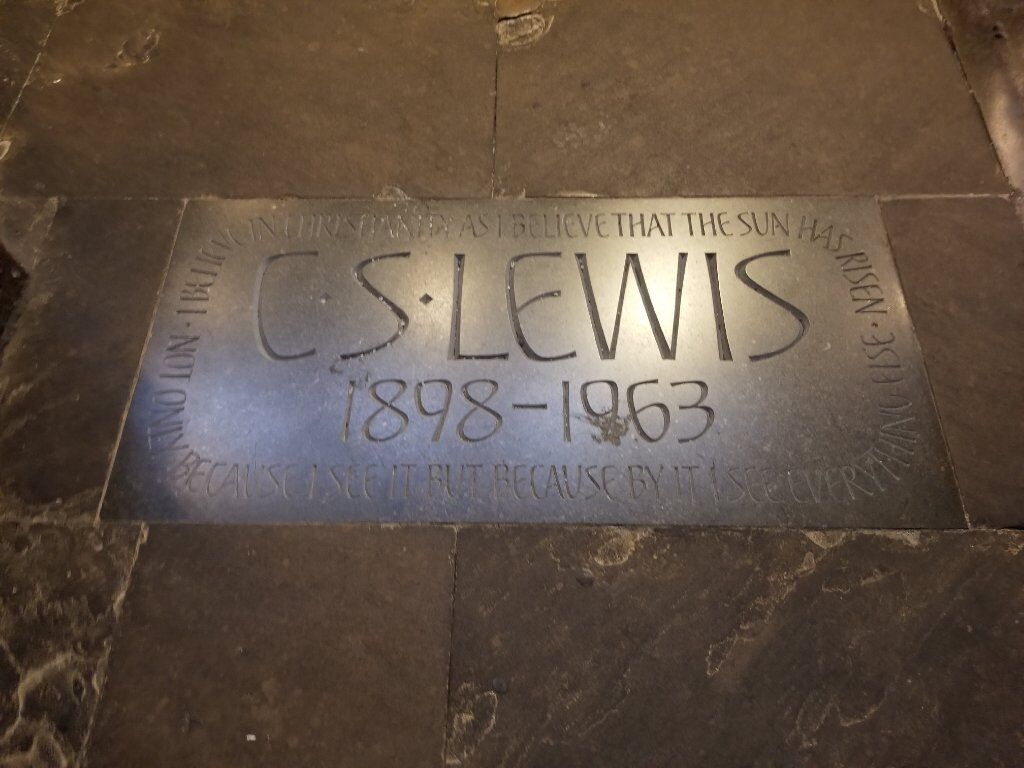 I BELIEVE IN CHRISTIANITY AS I BELIEVE THAT THE SUN HAS RISEN ·
C·S·LEWIS
1898–1963
NOT ONLY BECAUSE I SEE IT BUT BECAUSE BY IT I SEE EVERYTHING ELSE ·